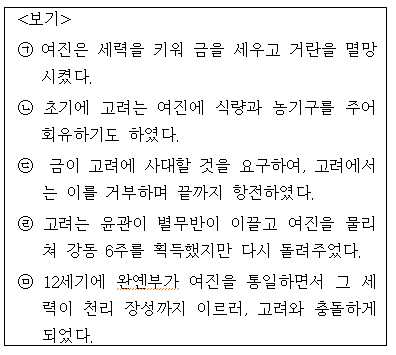 <보기>
㉠ 여진은 세력을 키워 금을 세우고 거란을 멸망
시켰다.
㉡ 초기에 고려는 여진에 식량과 농기구를 주어
회유하기도 하였다.
㉢ 금이 고려에 사대할 것을 요구하여, 고려에서
는 이를 거부하며 끝까지 항전하였다.
㉣ 고려는 윤관이 별무반이 이끌고 여진을 물리
쳐 강동 6주를 획득했지만 다시 돌려주었다.
㉤ 12세기에 완옌부가 여진을 통일하면서 그 세
력이 천리 장성까지 이르러, 고려와 충돌하게
되었다.